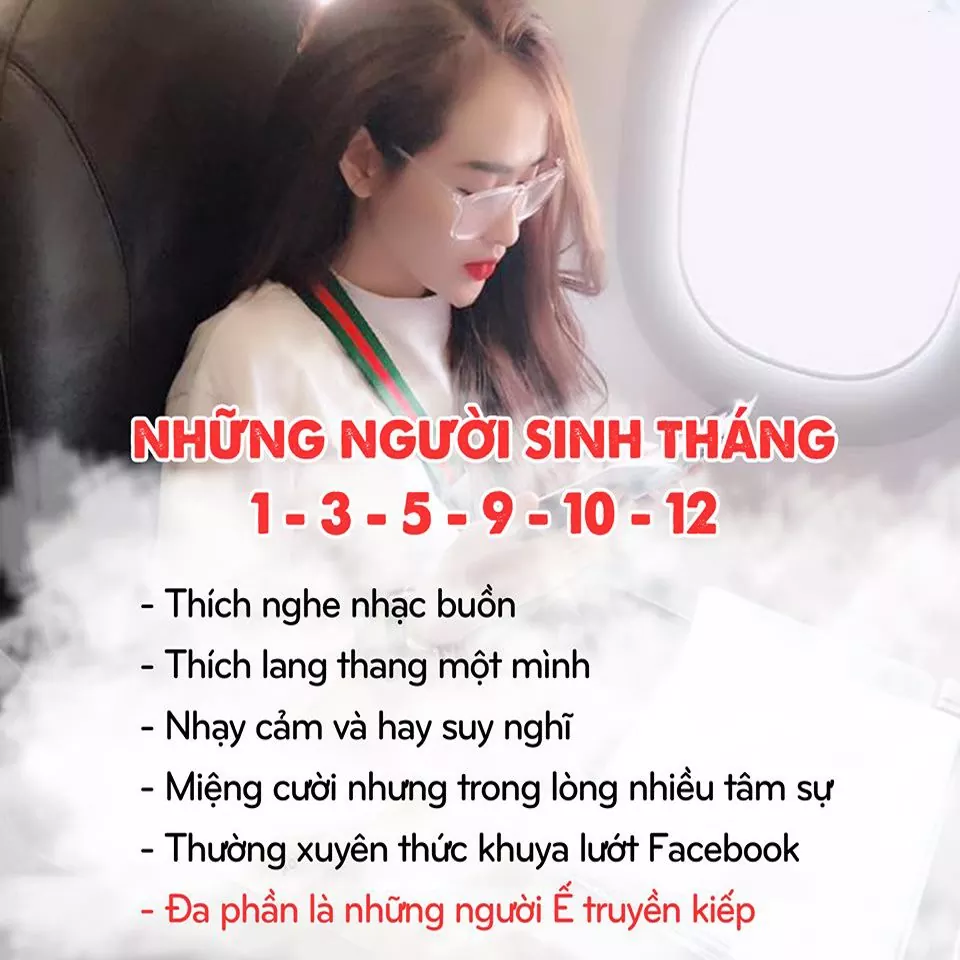 NHỮNG NGƯỜI SINH THÁNG
1 - 3 - 5 - 9 - 10 - 12
- Thích nghe nhạc buồn
- Thích lang thang một mình
- Nhạy cảm và hay suy nghĩ
- Miệng cười nhưng trong lòng nhiều tâm sự
- Thường xuyên thức khuya lướt Facebook
- Đa phần là những người Ế truyền kiếp